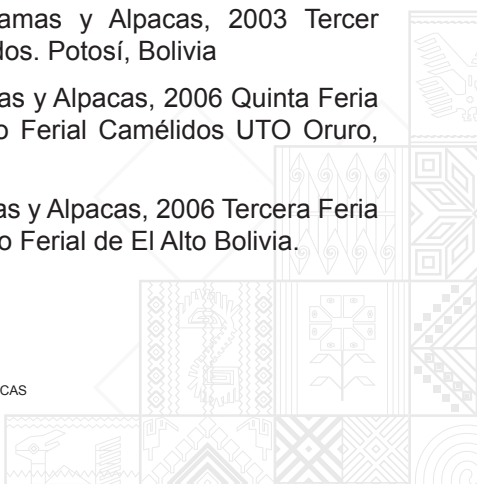 amas y Alpacas, 2003 Tercer
dos. Potosí, Bolivia
as y Alpacas, 2006 Quinta Feria
o Ferial Camélidos UTO Oruro,
as y Alpacas, 2006 Tercera Feria
o Ferial de El Alto Bolivia.
CAS